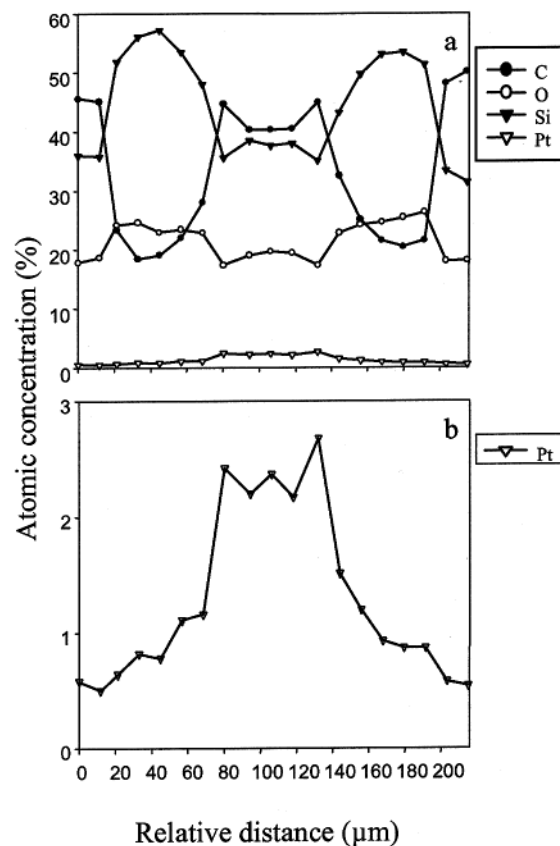 60
50
40
30
20
10
0
a
C
O
Si
Pt
Atomic concentration (%)
3
2
1
0
b
Pt
0 20 40 60 80 100 120 140 160 180 200
Relative distance (µm)